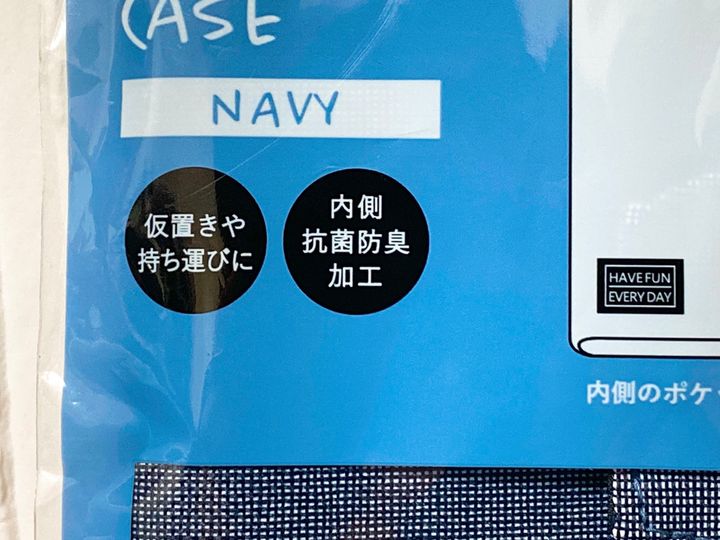 CASE
NAVY
仮置きや
持ち運びに
内側
抗菌防臭
加工
HAVE FUN
EVERY DAY
内側のポケ